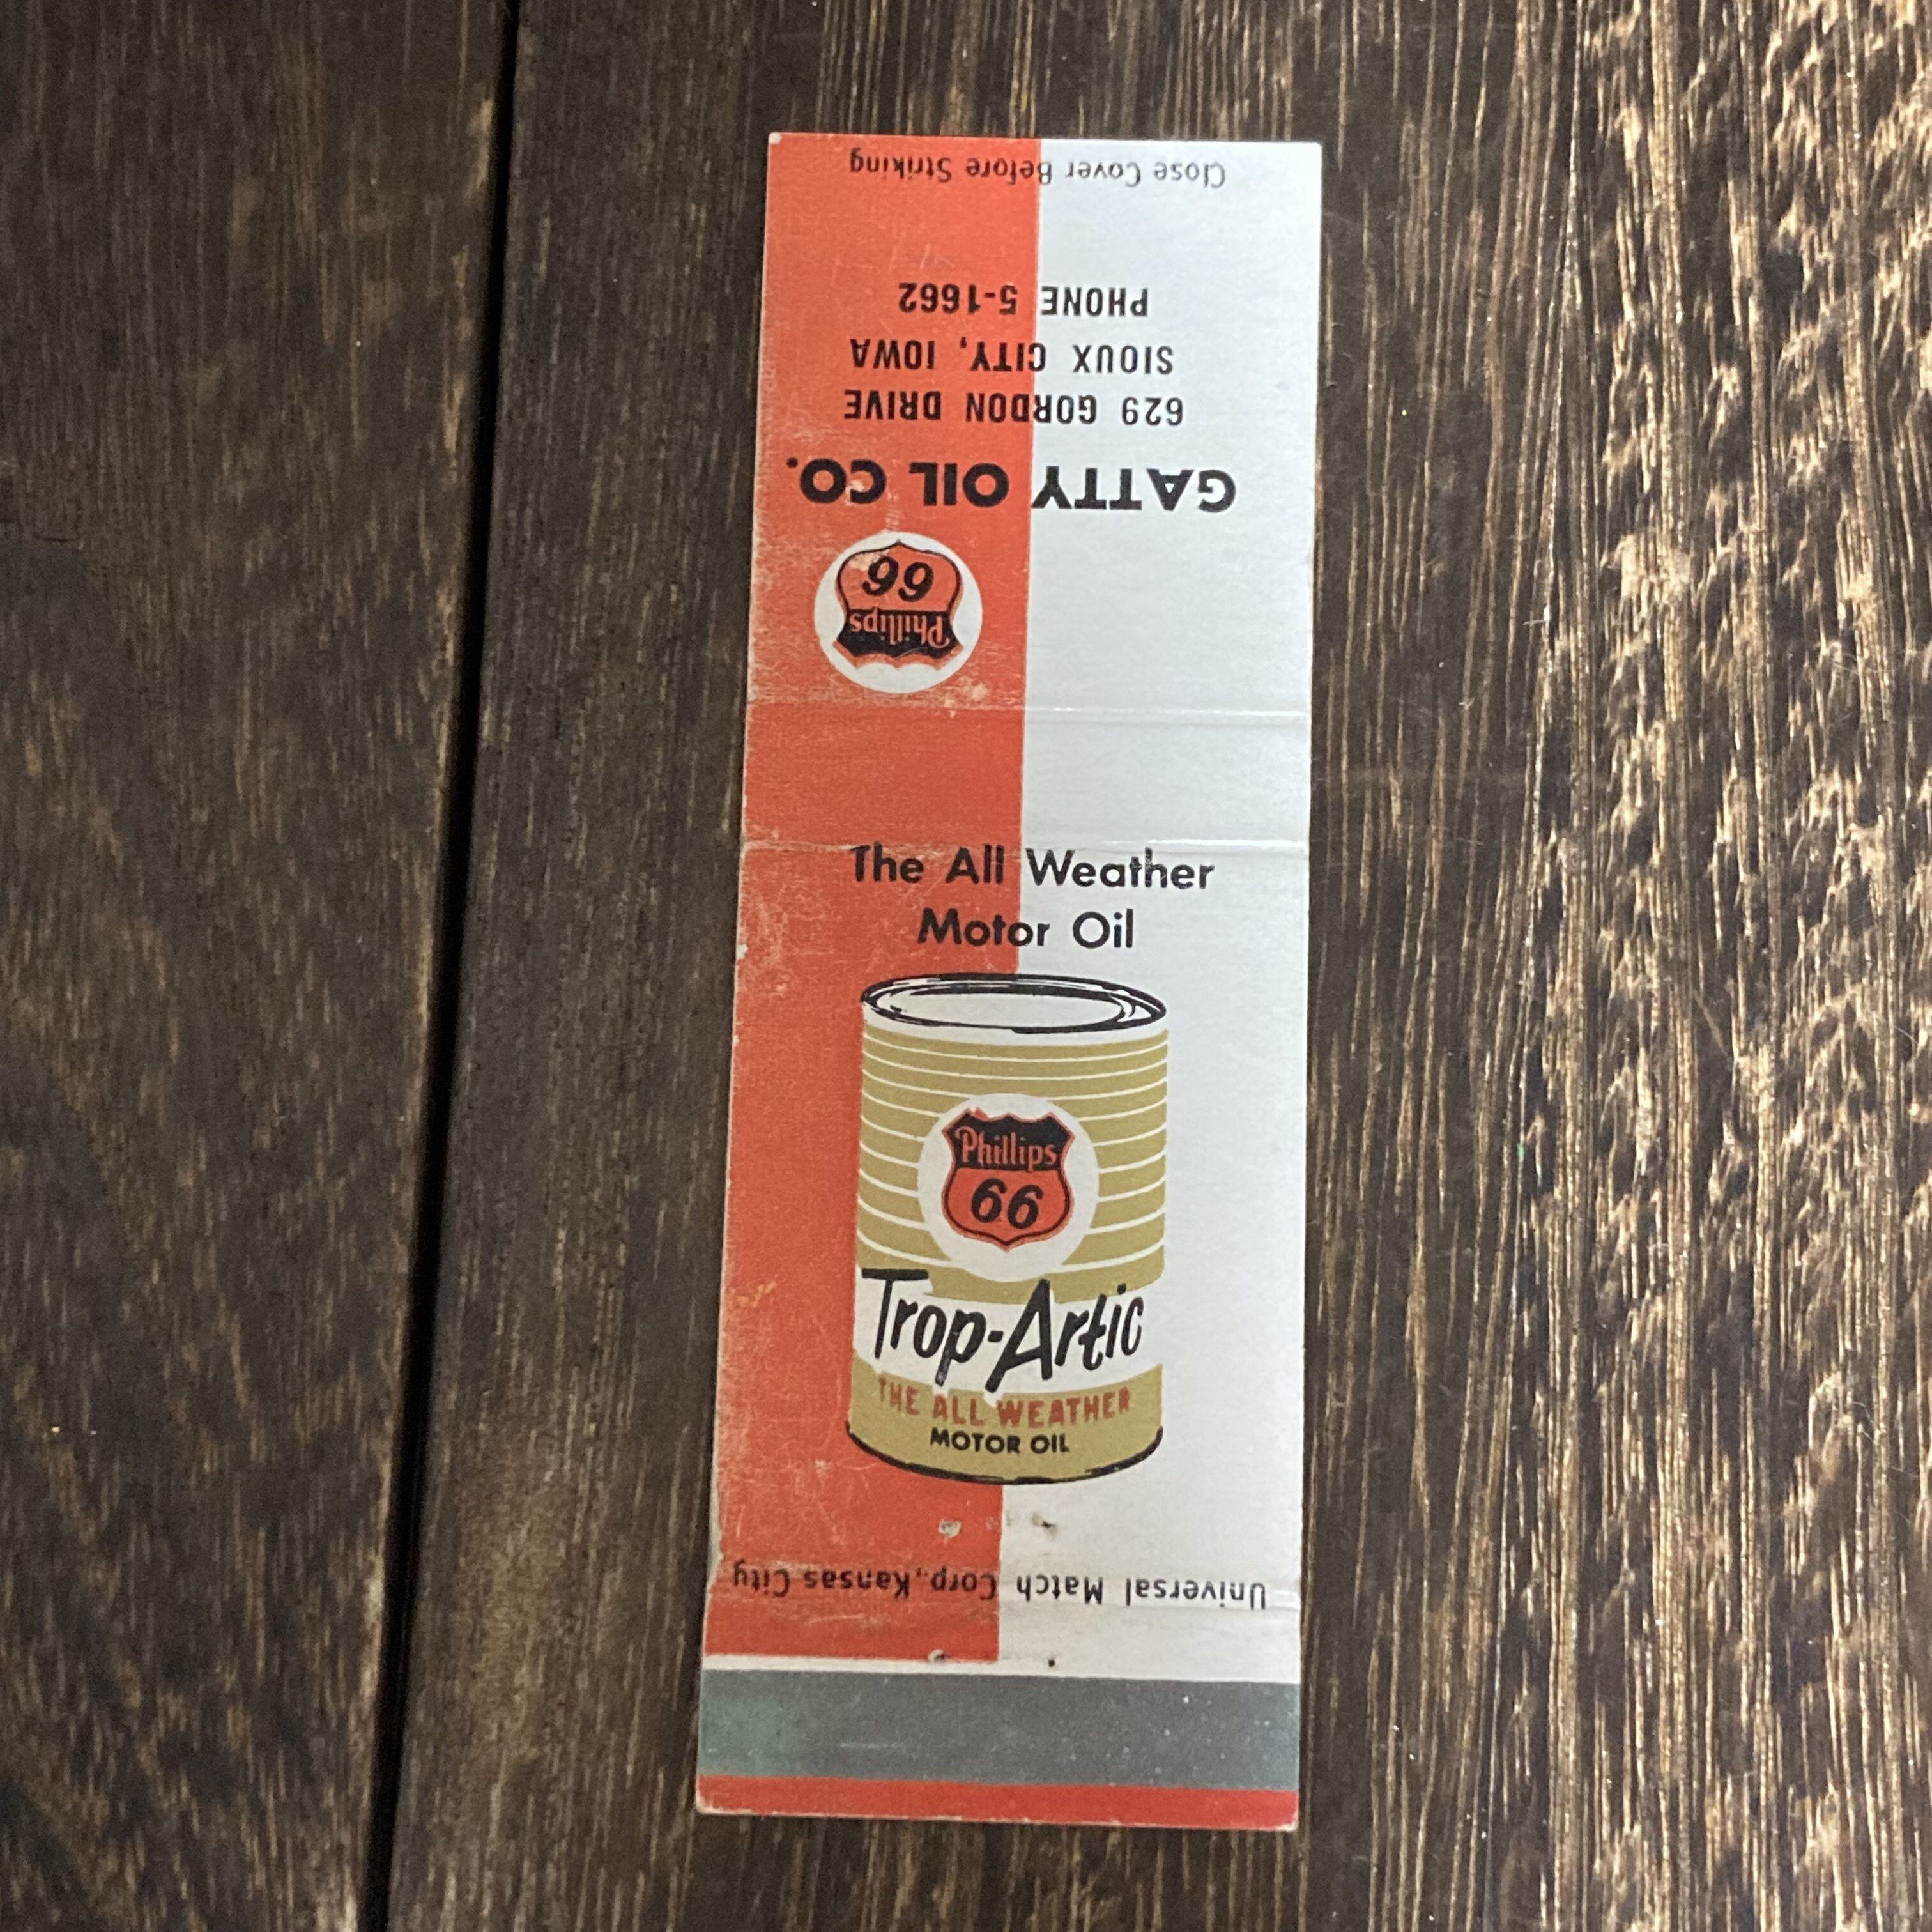 Close Cover Before Striking
PHONE 5-1662
SIOUX CITY, IOWA
629 GORDON DRIVE
GATTY OIL CO.
Phillips
66
The All Weather
Motor Oil
Phillips
66
Trop-Artic
THE ALL WEATHER
MOTOR OIL
Universal Match Corp., Kansas City